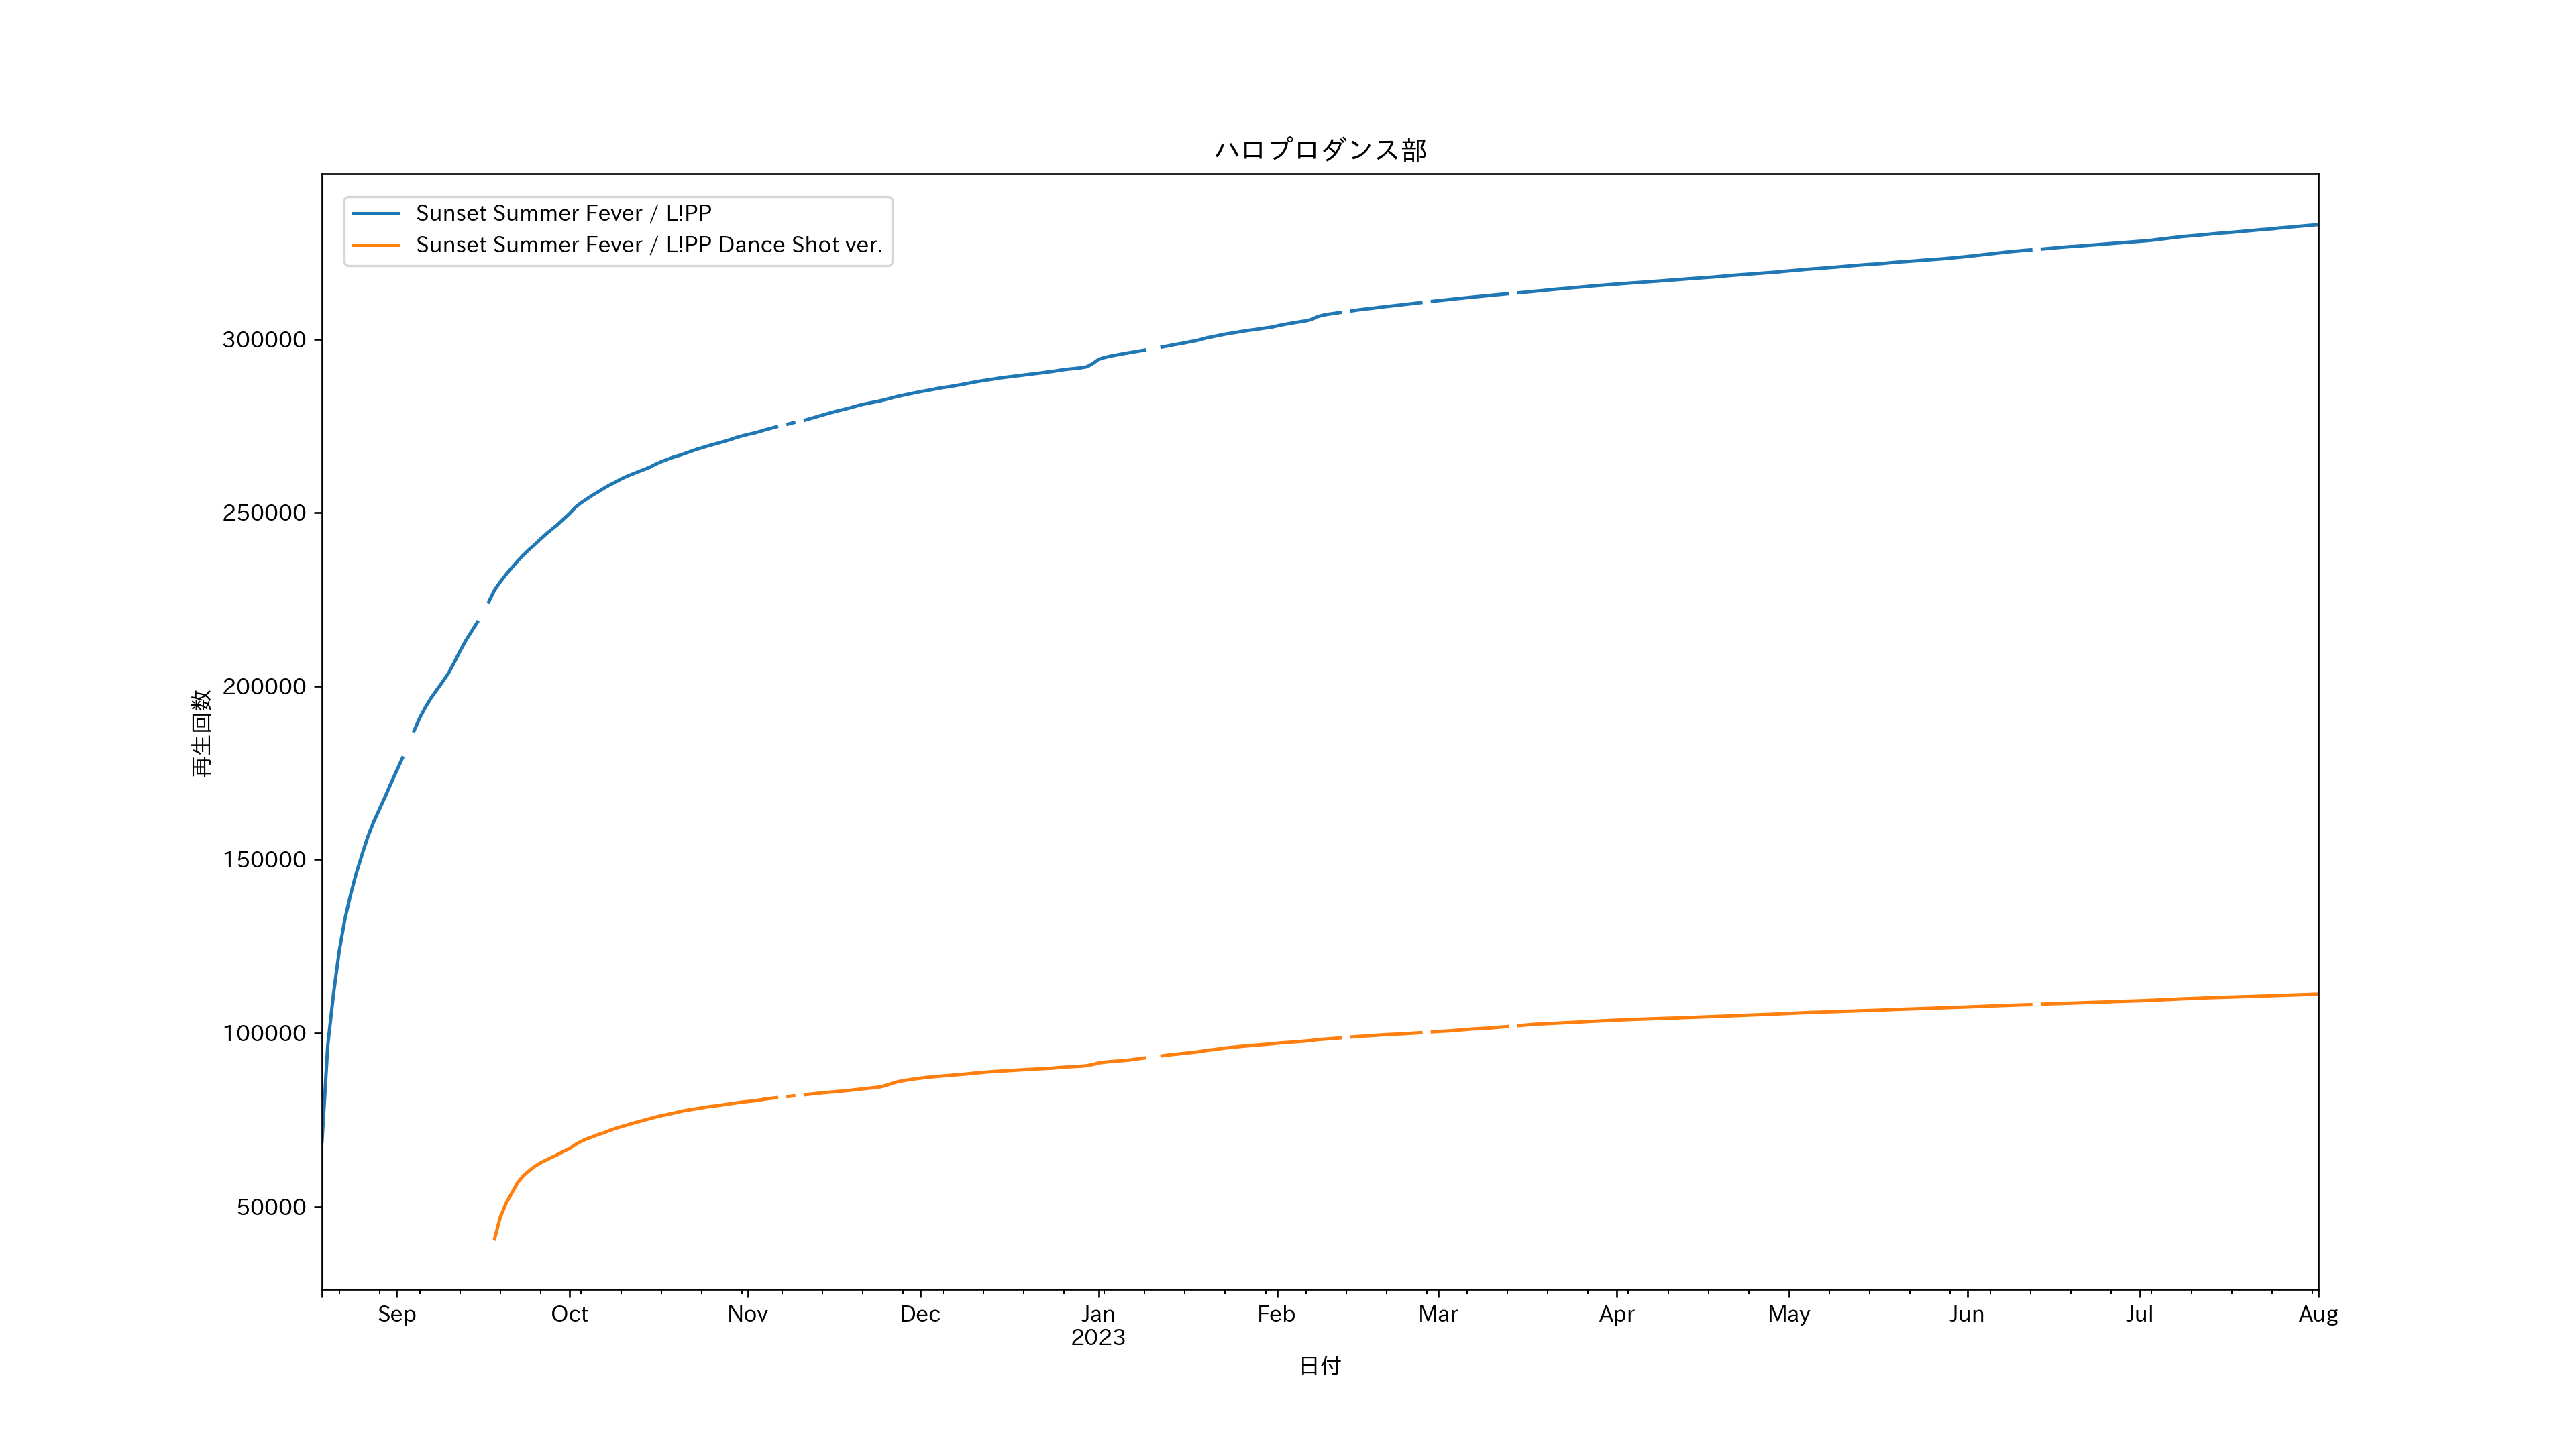 ハロプロダンス部
Sunset Summer Fever / L!PP
Sunset Summer Fever / L!PP Dance Shot ver.
再生回数
300000
250000
200000
150000
100000
50000
Sep Oct Nov Dec Jan Feb Mar Apr May Jun Jul Aug
2023
日付